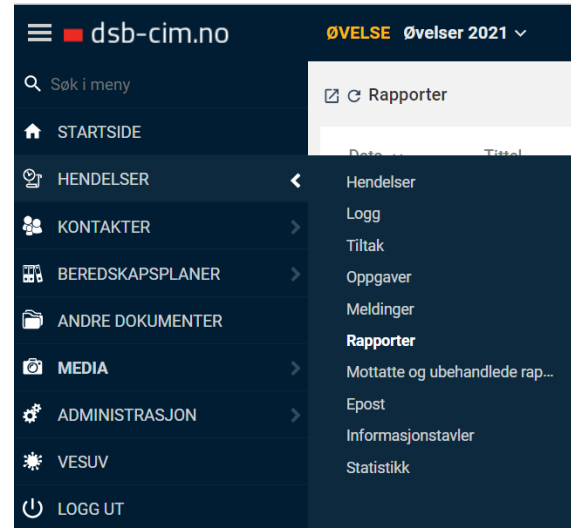 dsb-cim.no
ØVELSE Øvelser 2021
Søk i meny
Rapporter
STARTSIDE
Dato Tittel
HENDELSER
Hendelser
Logg
Tiltak
Oppgaver
Meldinger
Rapporter
Mottatte og ubehandlede rap...
Epost
Informasjonstavler
Statistikk
KONTAKTER
BEREDSKAPSPLANER
ANDRE DOKUMENTER
MEDIA
ADMINISTRASJON
VESUV
LOGG UT